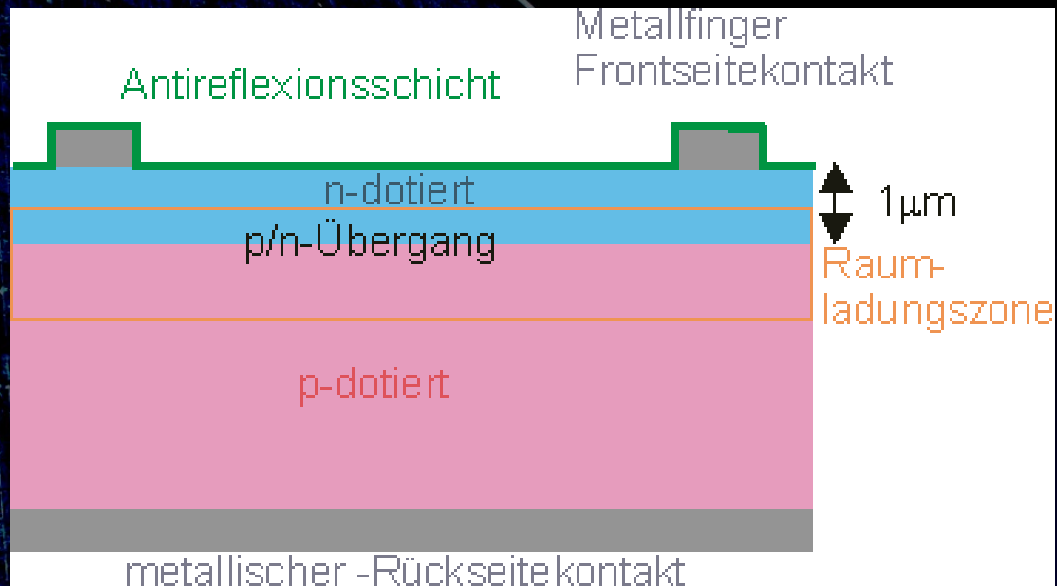 Metallfinger
Frontseitekontakt
Antireflexionsschicht
n-dotiert
1µm
p/n-Übergang
Raum-
ladungszone
p-dotiert
metallischer -Rückseitekontakt